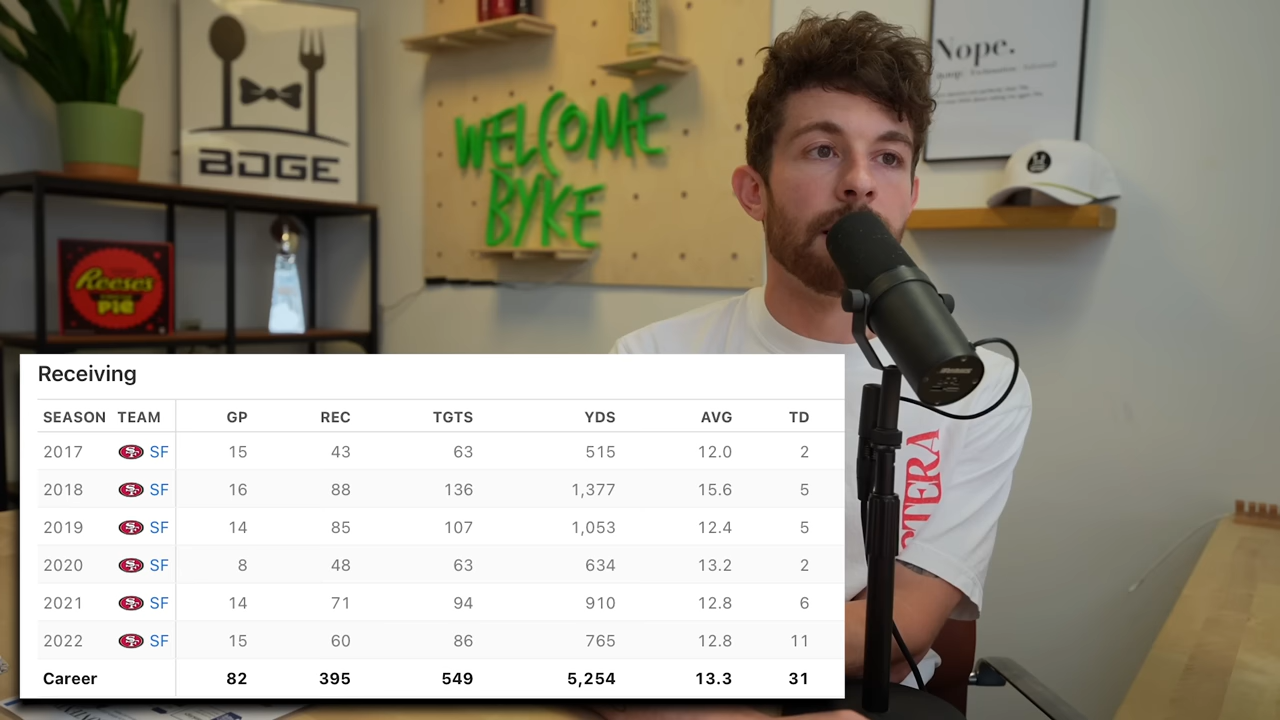 BDGE
WELCOME
BYKE
Nope.
Reese's
PIE
Receiving
SEASON TEAM GP REC TGTS YDS AVG TD
2017 SF 15 43 63 515 12.0 2
2018 SF 16 88 136 1,377 15.6 5
2019 SF 14 85 107 1,053 12.4 5
2020 SF 8 48 63 634 13.2 2
2021 SF 14 71 94 910 12.8 6
2022 SF 15 60 86 765 12.8 11
Career 82 395 549 5,254 13.3 31